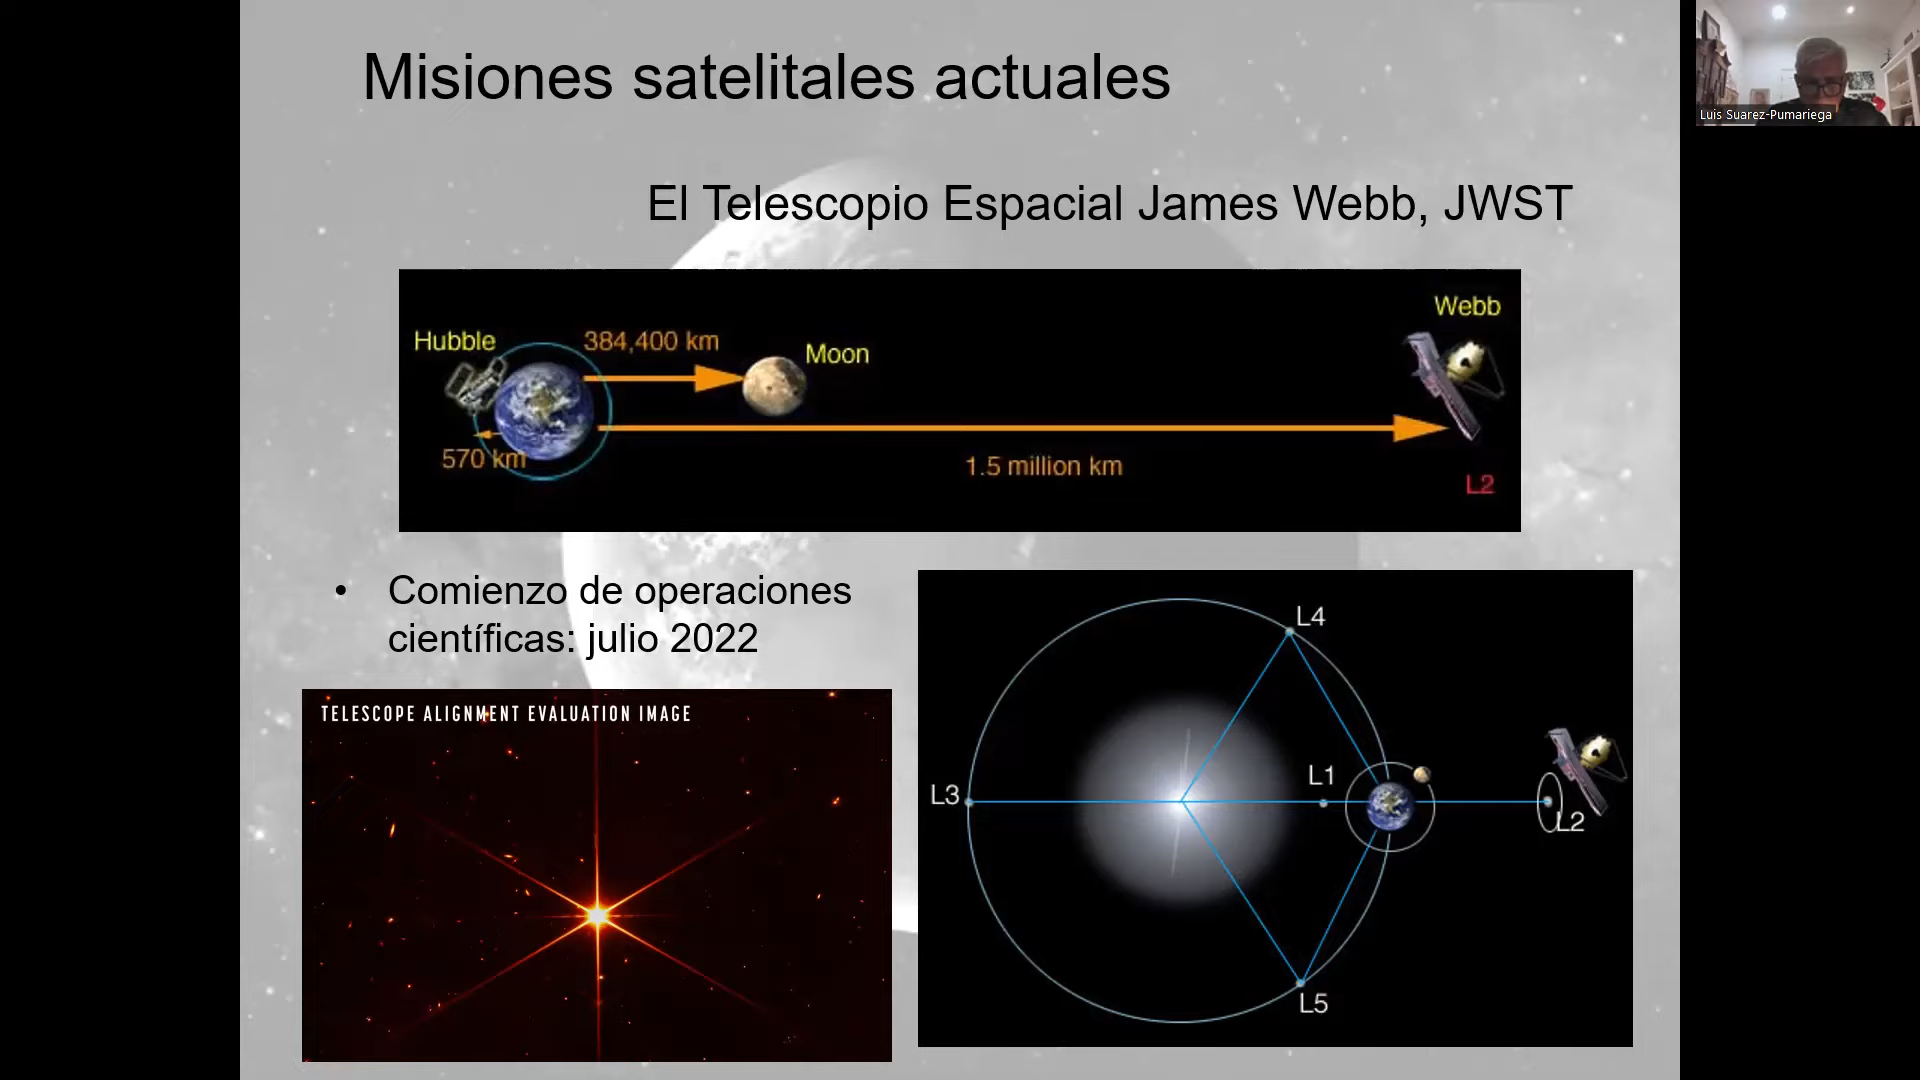 Misiones satelitales actuales
Luis Suarez-Pumariega
El Telescopio Espacial James Webb, JWST
Webb
Hubble
384,400 km
Moon
570 km
1.5 million km
L2
• Comienzo de operaciones
científicas: julio 2022
TELESCOPE ALIGNMENT EVALUATION IMAGE
L4
L1
L3
L2
L5